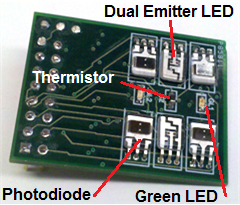 Dual Emitter LED
Thermistor
Photodiode
Green LED